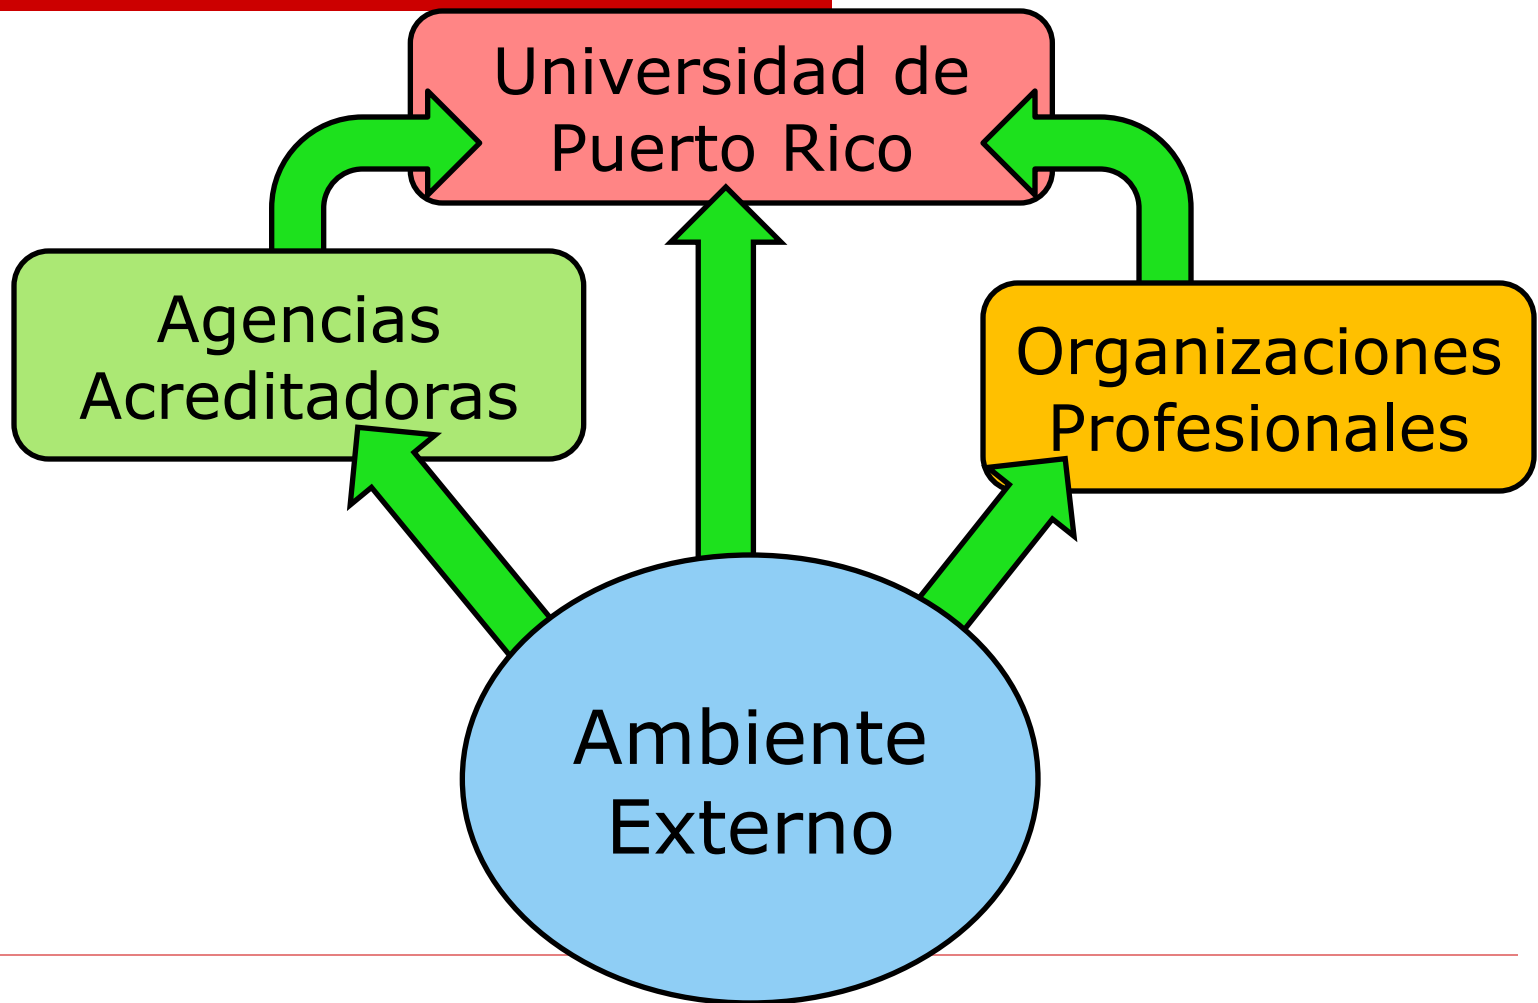 Universidad de
Puerto Rico
Agencias
Acreditadoras
Organizaciones
Profesionales
Ambiente
Externo